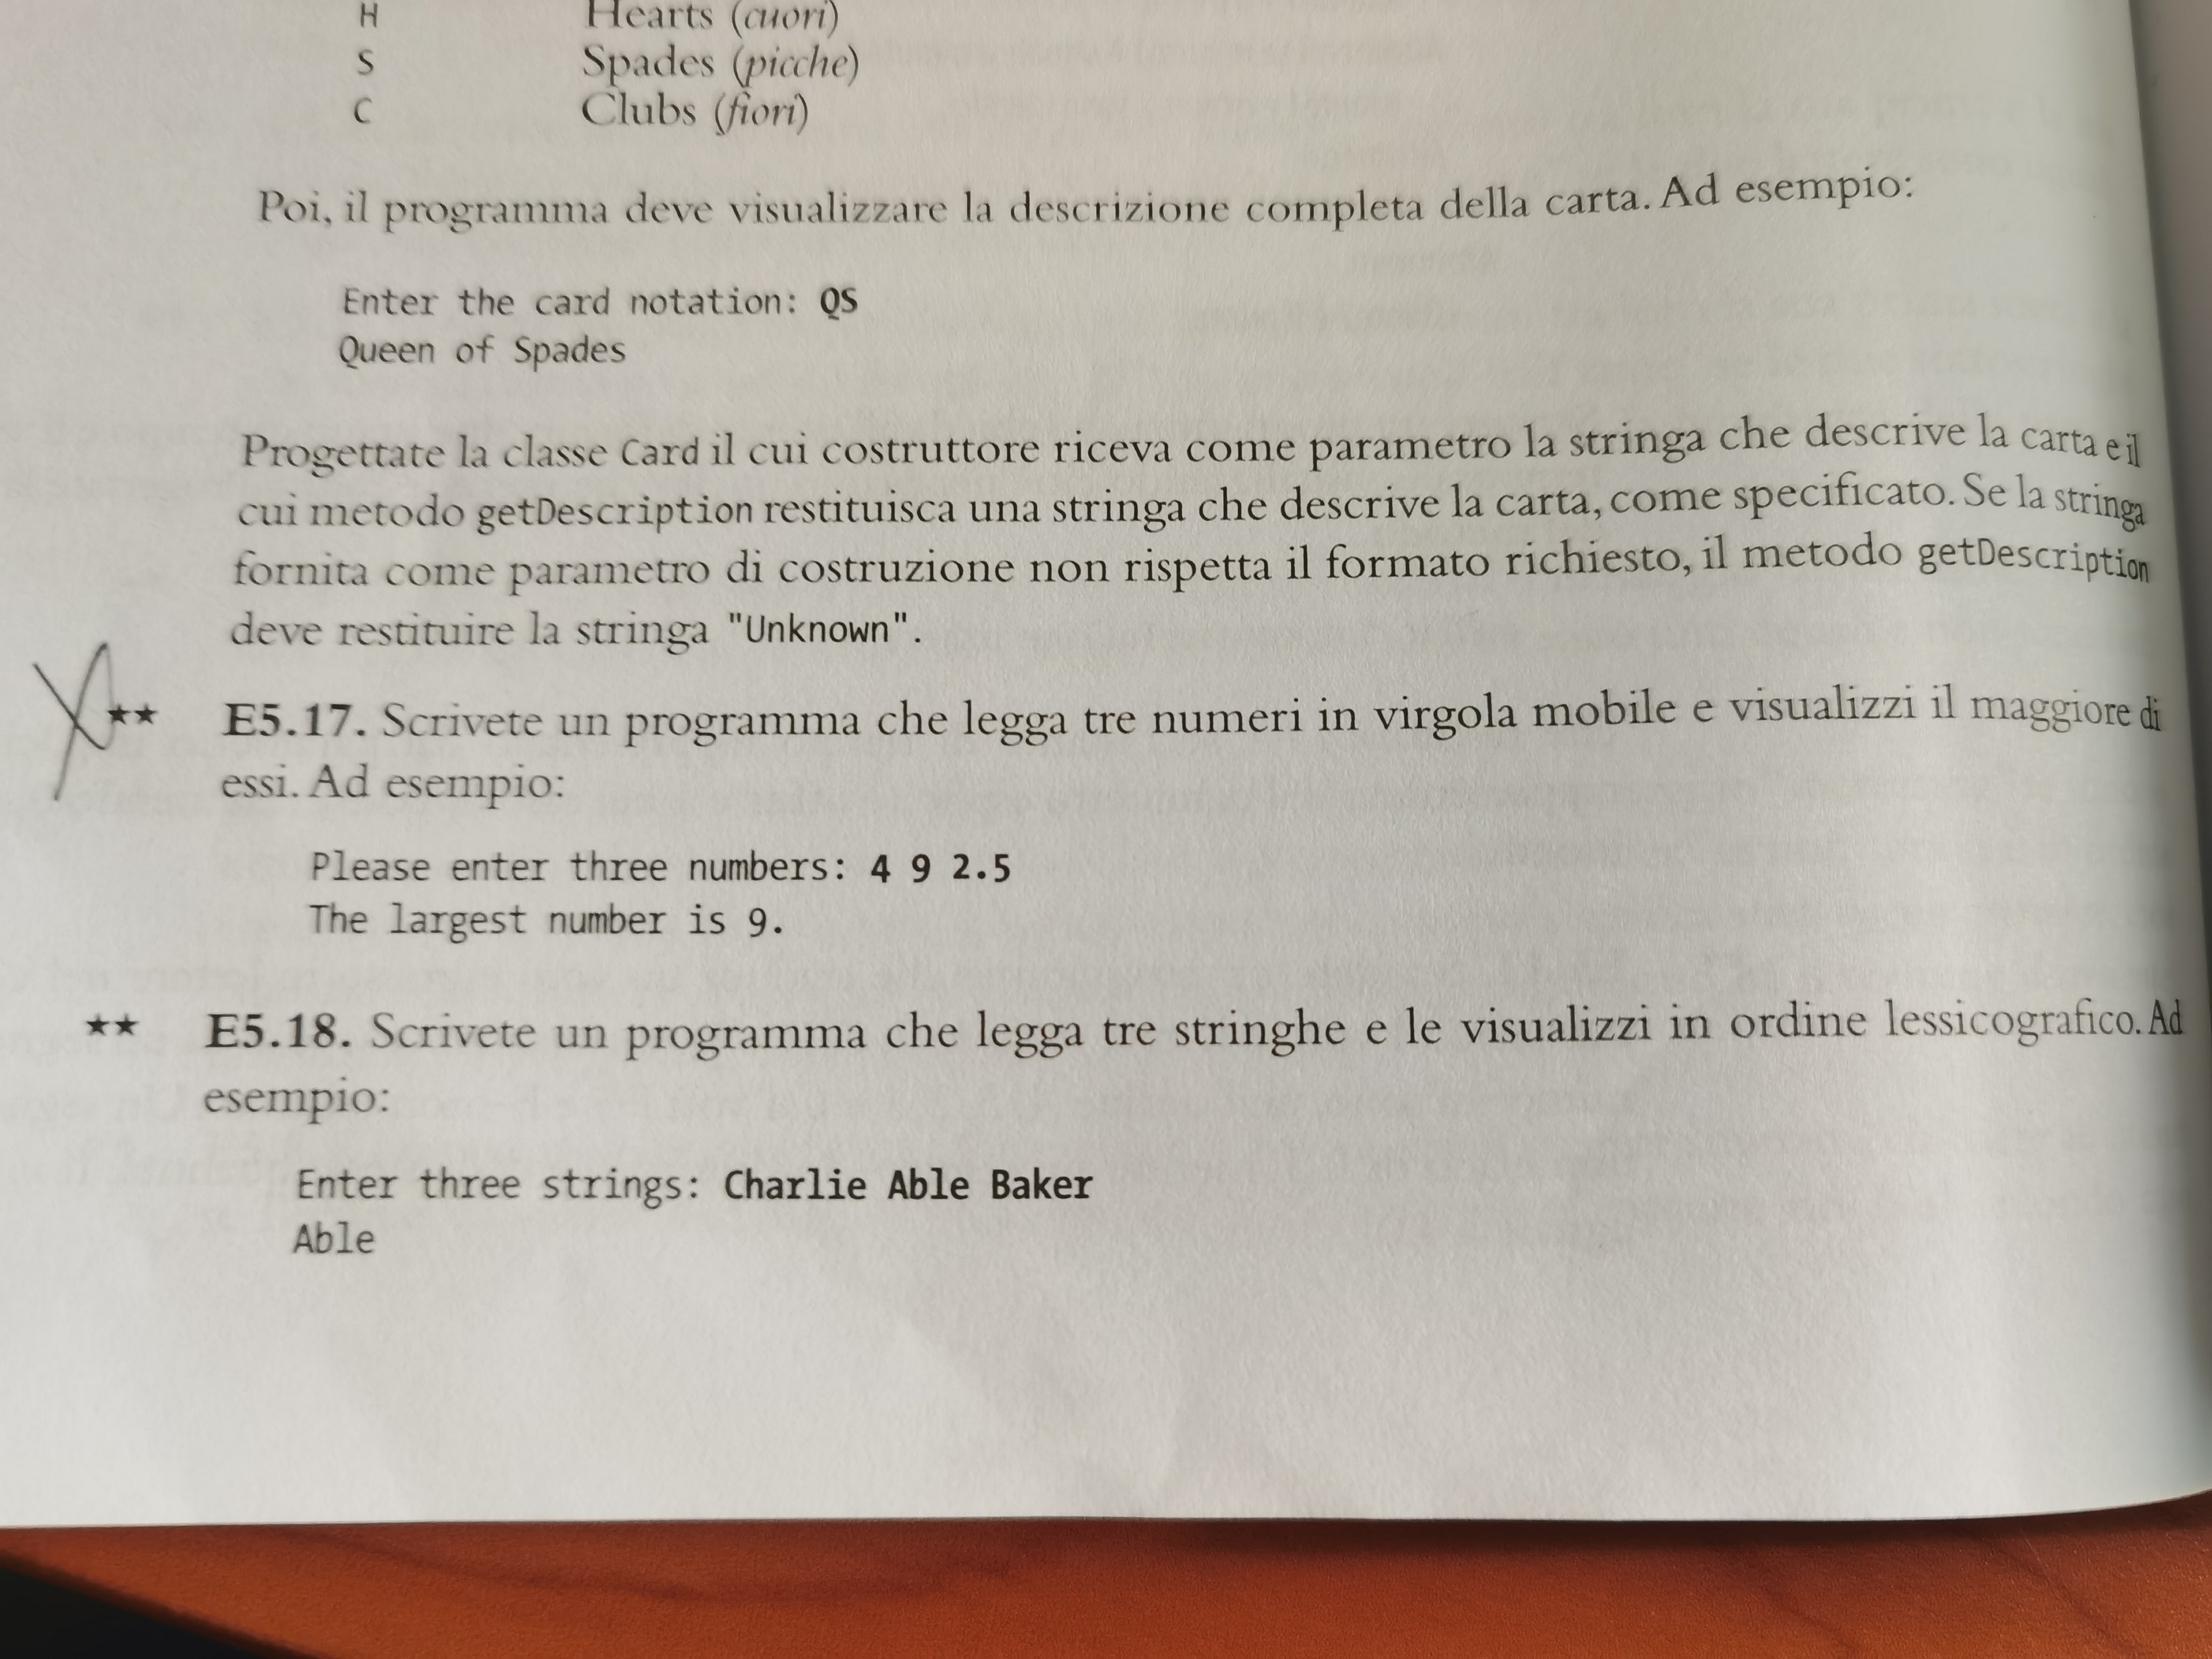 H Hearts (cuori)
S Spades (picche)
C Clubs (fiori)
Poi, il programma deve visualizzare la descrizione completa della carta. Ad esempio:
Enter the card notation: QS
Queen of Spades
Progettate la classe Card il cui costruttore riceva come parametro la stringa che descrive la carta e il
cui metodo getDescription restituisca una stringa che descrive la carta, come specificato. Se la stringa
fornita come parametro di costruzione non rispetta il formato richiesto, il metodo getDescription
deve restituire la stringa "Unknown".
★★ E5.17. Scrivete un programma che legga tre numeri in virgola mobile e visualizzi il maggiore di
essi. Ad esempio:
Please enter three numbers: 4 9 2.5
The largest number is 9.
★★ E5.18. Scrivete un programma che legga tre stringhe e le visualizzi in ordine lessicografico. Ad
esempio:
Enter three strings: Charlie Able Baker
Able